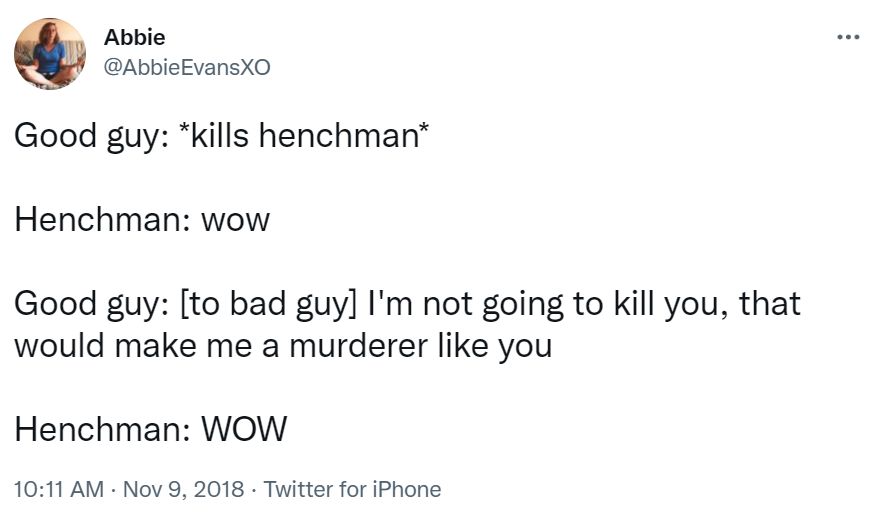 Abbie
@AbbieEvansXO
Good guy: *kills henchman*
Henchman: wow
Good guy: [to bad guy] I'm not going to kill you, that
would make me a murderer like you
Henchman: WOW
10:11 AM · Nov 9, 2018 · Twitter for iPhone